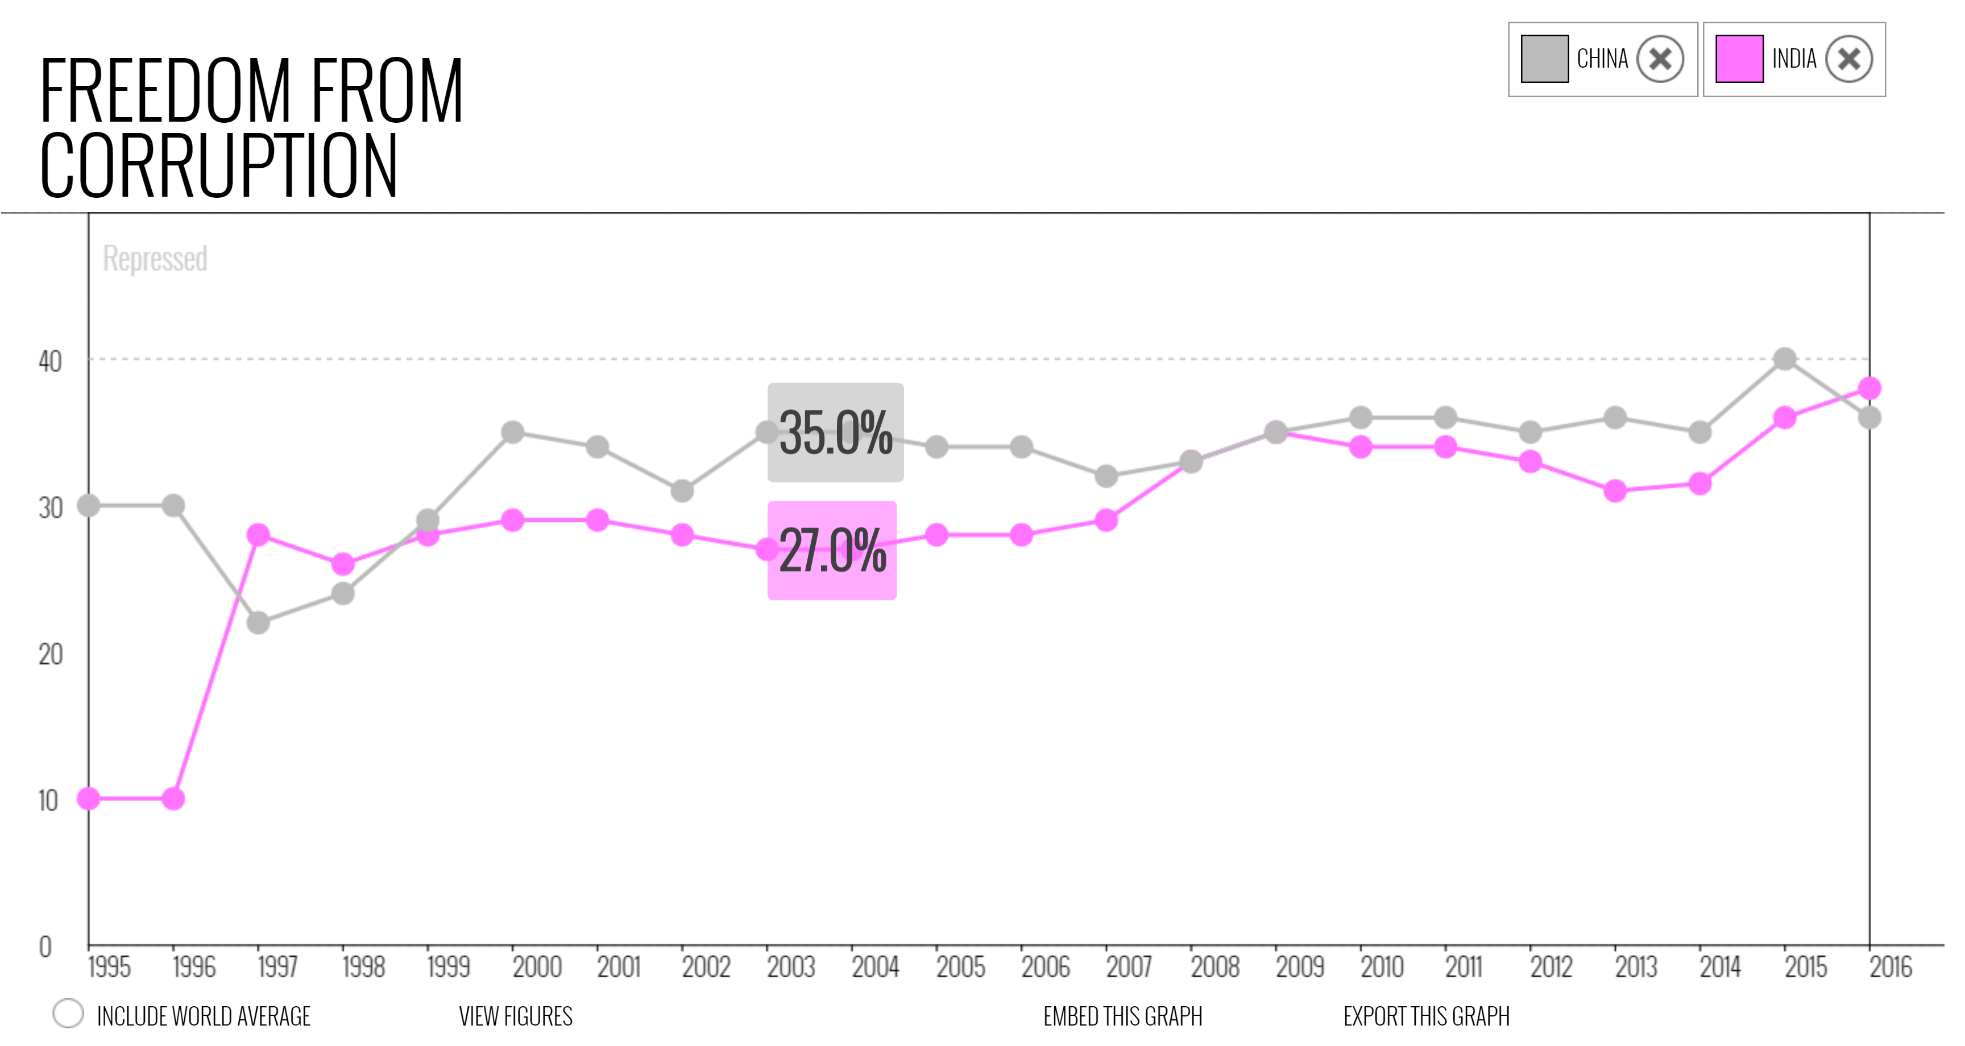 FREEDOM FROM
CORRUPTION
CHINA
INDIA
Repressed
40
30
20
10
0
35.0%
27.0%
1995 1996 1997 1998 1999 2000 2001 2002 2003 2004 2005 2006 2007 2008 2009 2010 2011 2012 2013 2014 2015 2016
INCLUDE WORLD AVERAGE VIEW FIGURES EMBED THIS GRAPH EXPORT THIS GRAPH